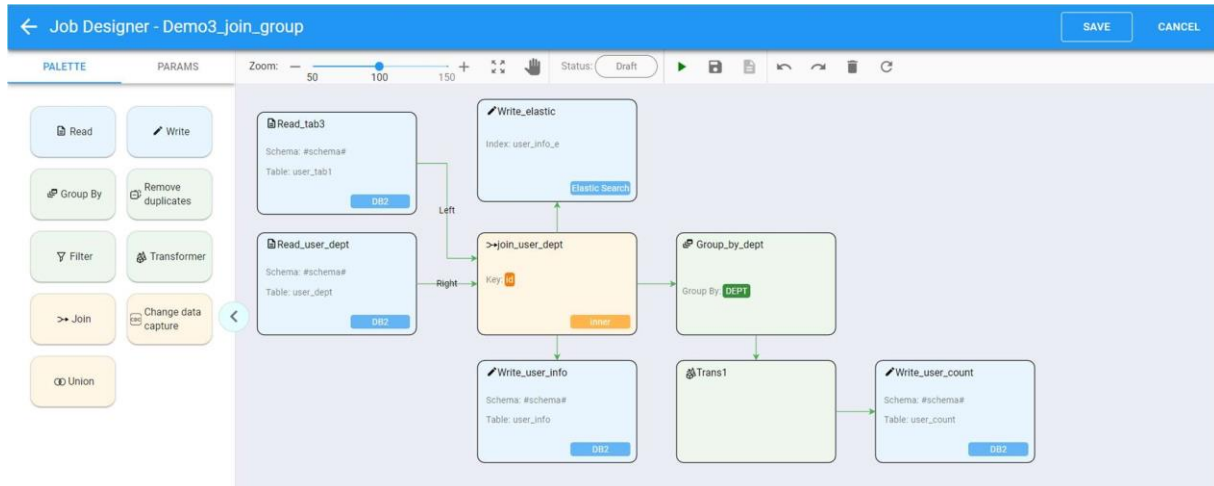 Job Designer - Demo3_join_group
SAVE
CANCEL
PALETTE
PARAMS
Zoom:
50
100
150
Status:
Draft
Read
Write
Group By
Remove
duplicates
Filter
Transformer
Join
CDC
Change data
capture
Union
Read_tab3
Schema: #schema#
Table: user_tab1
DB2
Left
Read_user_dept
Schema: #schema#
Table: user_dept
DB2
Right
Write_elastic
Index: user_info_e
Elastic Search
join_user_dept
Key: id
inner
Group_by_dept
Group By: DEPT
Write_user_info
Schema: #schema#
Table: user_info
DB2
Trans1
Write_user_count
Schema: #schema#
Table: user_count
DB2